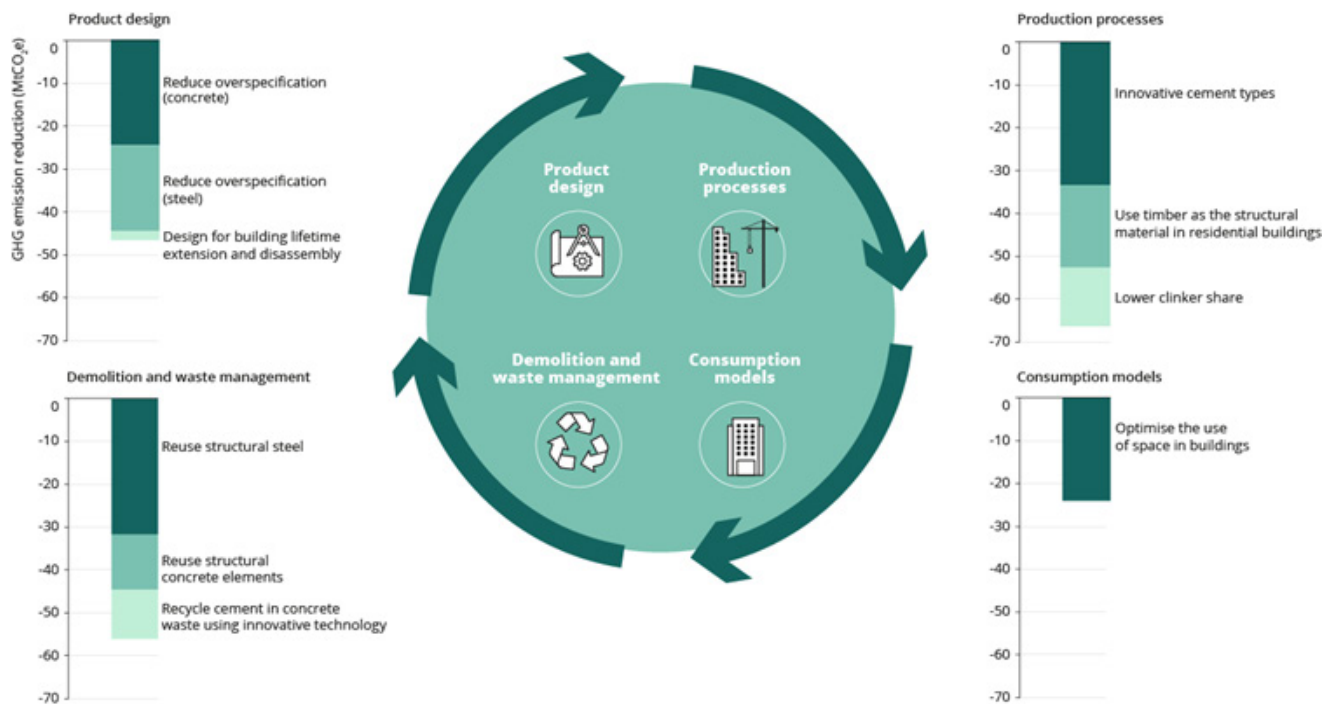 Product design
GHG emission reduction (MtCO₂e)
0
-10
-20
-30
-40
-50
-60
-70
Reduce overspecification
(concrete)
Reduce overspecification
(steel)
Design for building lifetime
extension and disassembly
Product
design
Production
processes
Demolition and
waste management
Consumption
models
Production processes
0
-10
-20
-30
-40
-50
-60
-70
Innovative cement types
Use timber as the structural
material in residential buildings
Lower clinker share
Demolition and waste management
0
-10
-20
-30
-40
-50
-60
-70
Reuse structural steel
Reuse structural
concrete elements
Recycle cement in concrete
waste using innovative technology
Consumption models
0
-10
-20
-30
-40
-50
-60
-70
Optimise the use
of space in buildings